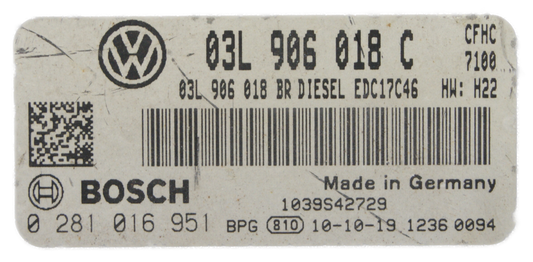 03L 906 018 C CFHC
7100
03L 906 018 BR DIESEL EDC17C46 HW: H22
BOSCH
Made in Germany
1039S42729
0 281 016 951 BPG 810 10-10-19 1236 0094